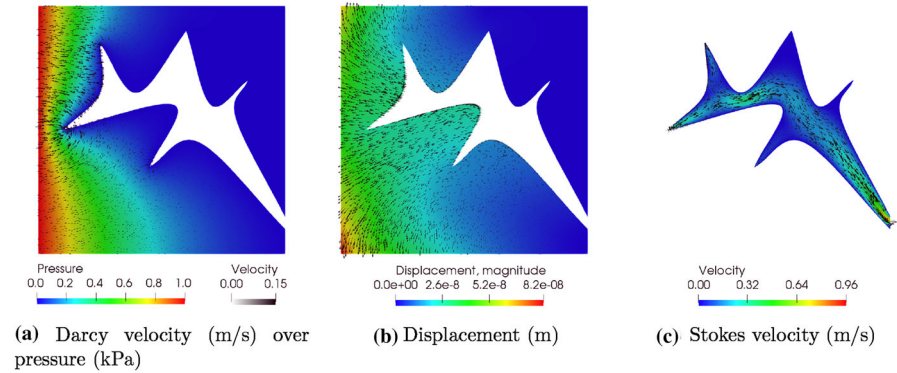 Pressure
0.0 0.2 0.4 0.6 0.8 1.0
Velocity
0.00 0.15
(a) Darcy velocity (m/s) over
pressure (kPa)
Displacement, magnitude
0.0e+00 2.6e-8 5.2e-8 8.2e-08
(b) Displacement (m)
Velocity
0.00 0.32 0.64 0.96
(c) Stokes velocity (m/s)